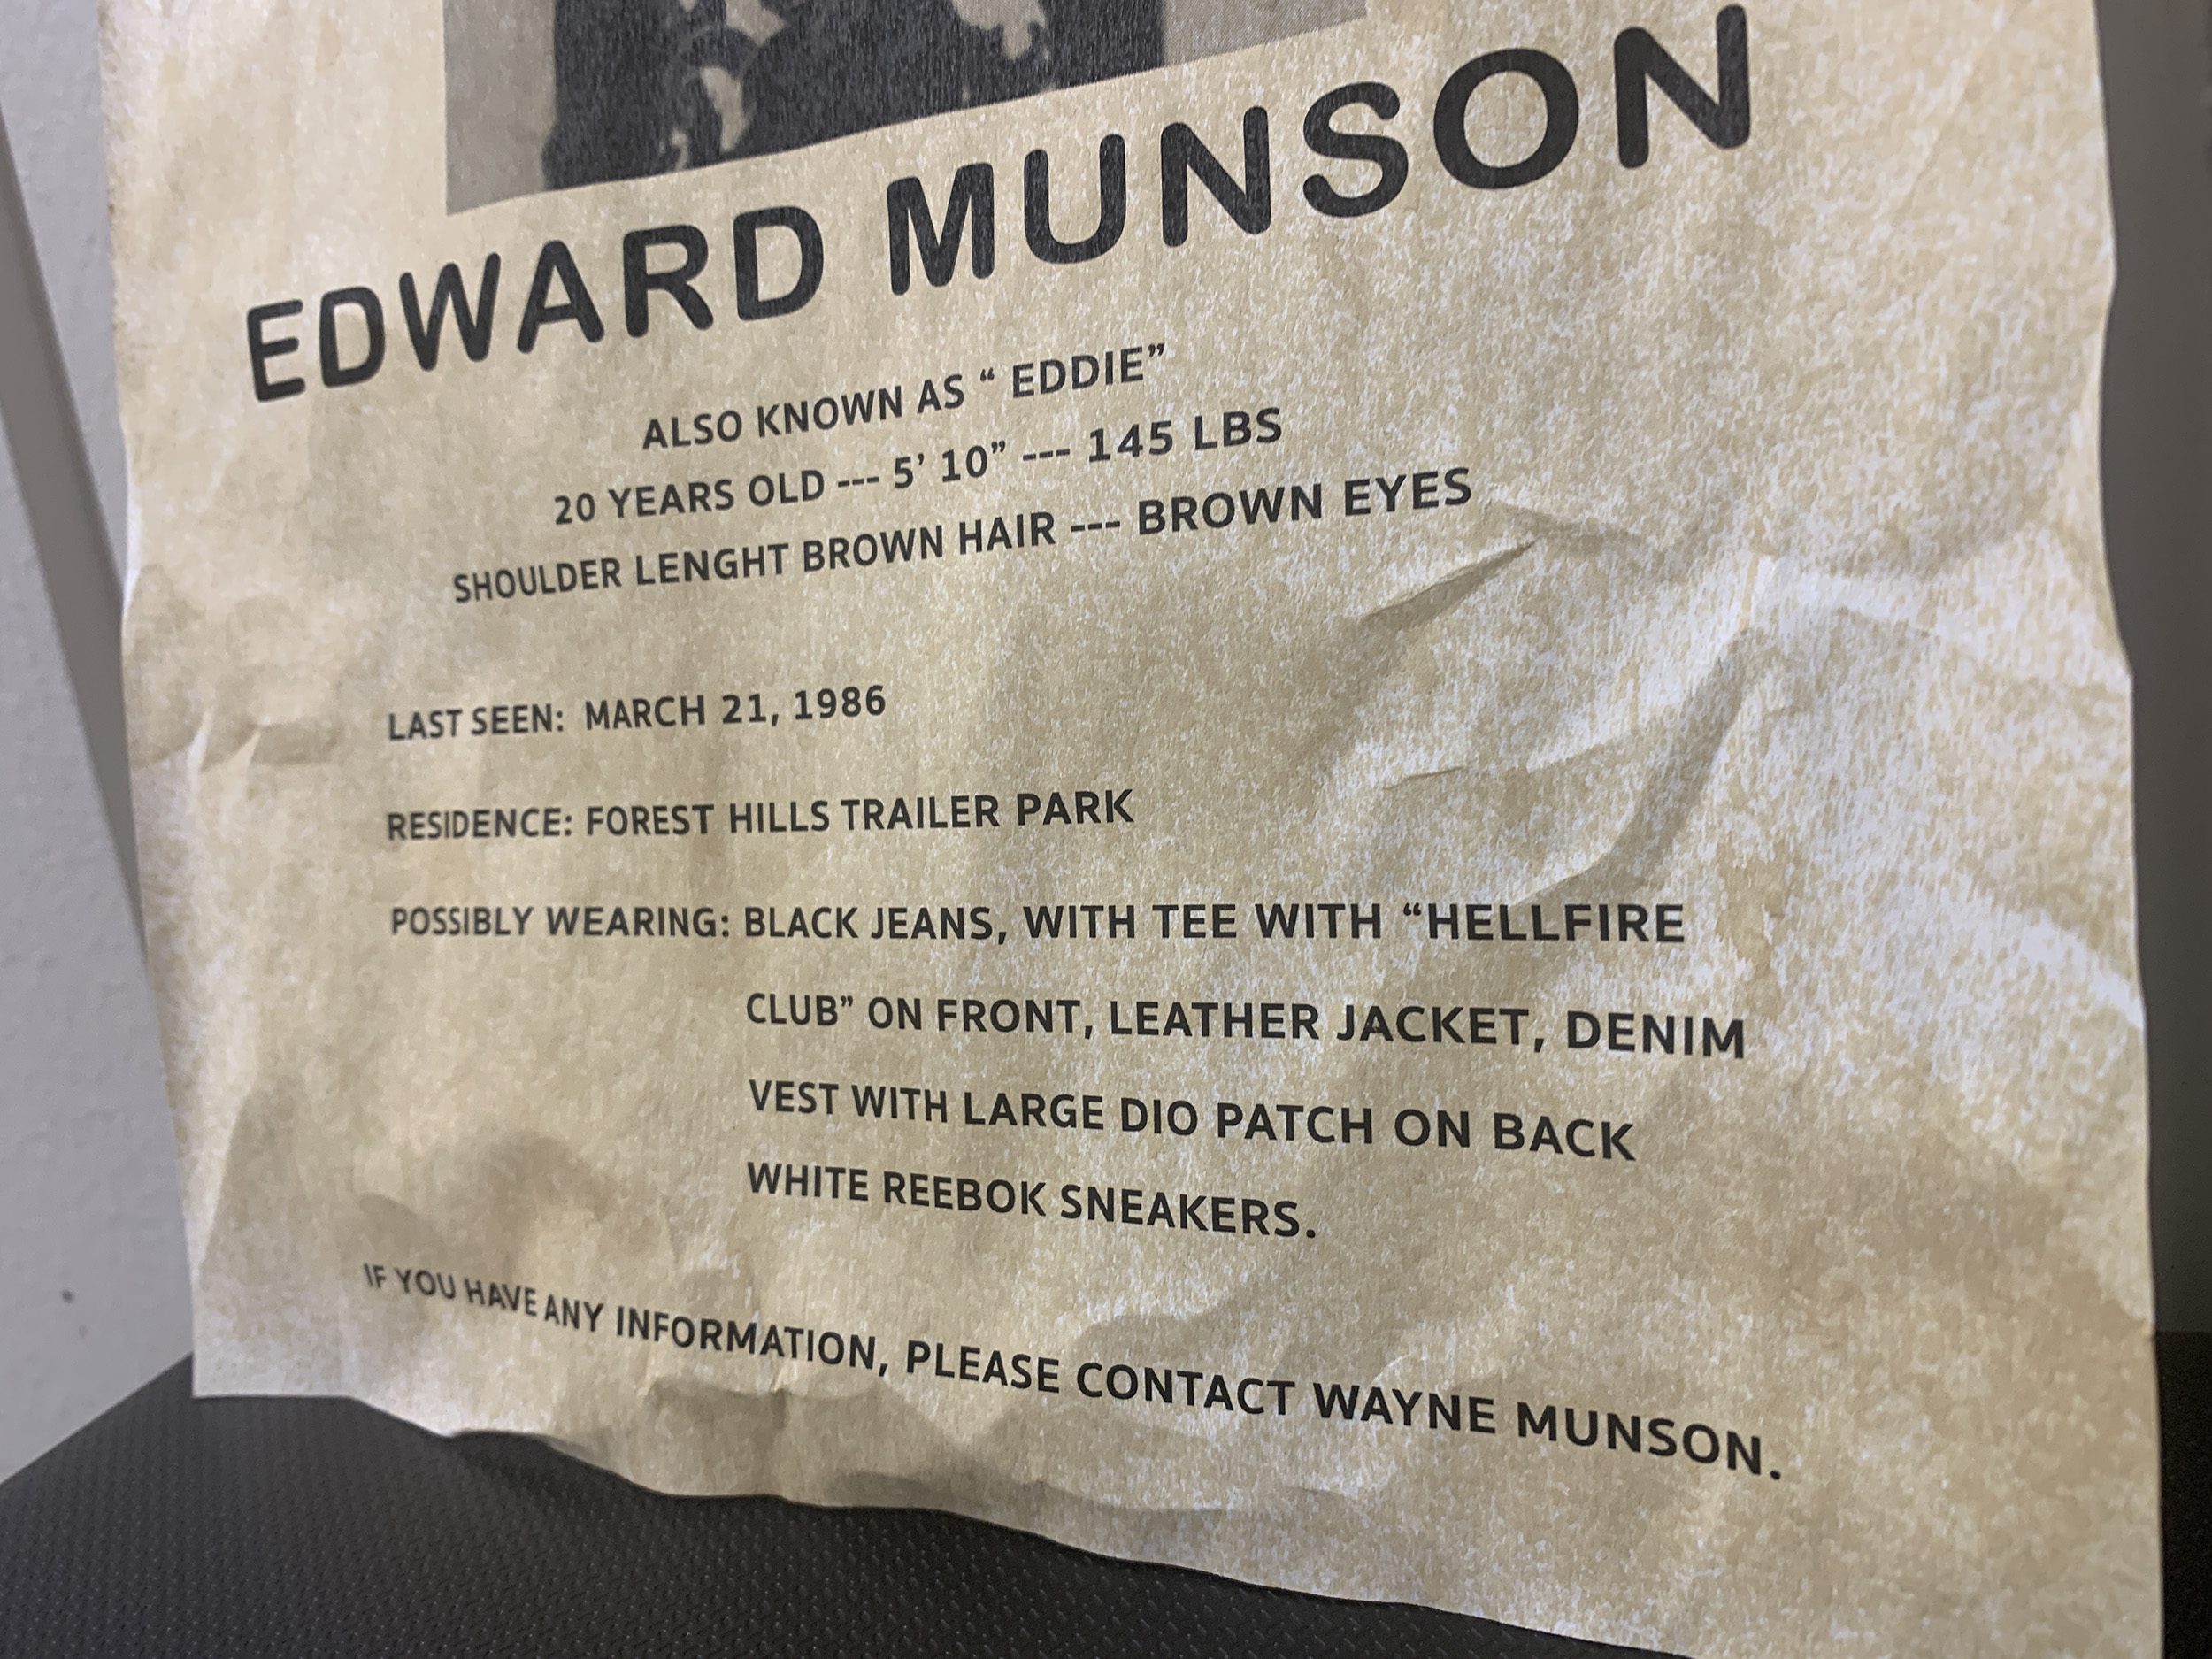 EDWARD MUNSON
ALSO KNOWN AS “ EDDIE”
20 YEARS OLD --- 5’ 10” --- 145 LBS
SHOULDER LENGHT BROWN HAIR --- BROWN EYES
LAST SEEN: MARCH 21, 1986
RESIDENCE: FOREST HILLS TRAILER PARK
POSSIBLY WEARING: BLACK JEANS, WITH TEE WITH “HELLFIRE
CLUB” ON FRONT, LEATHER JACKET, DENIM
VEST WITH LARGE DIO PATCH ON BACK
WHITE REEBOK SNEAKERS.
IF YOU HAVE ANY INFORMATION, PLEASE CONTACT WAYNE MUNSON.